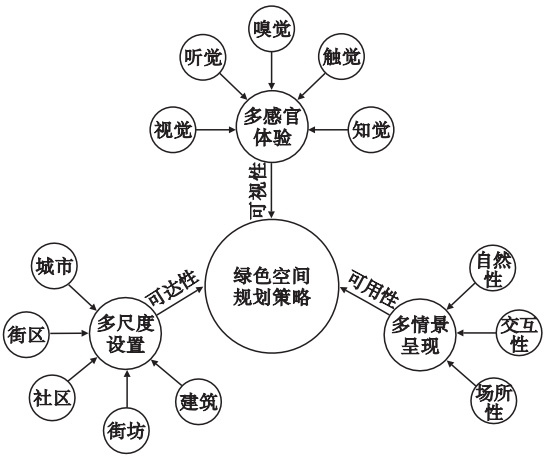 嗅觉
听觉
触觉
视觉
多感官
体验
知觉
可视性
绿色空间
规划策略
城市
可达性
多尺度
设置
街区
社区
街坊
建筑
可用性
多情景
呈现
自然
性
交互
性
场所
性